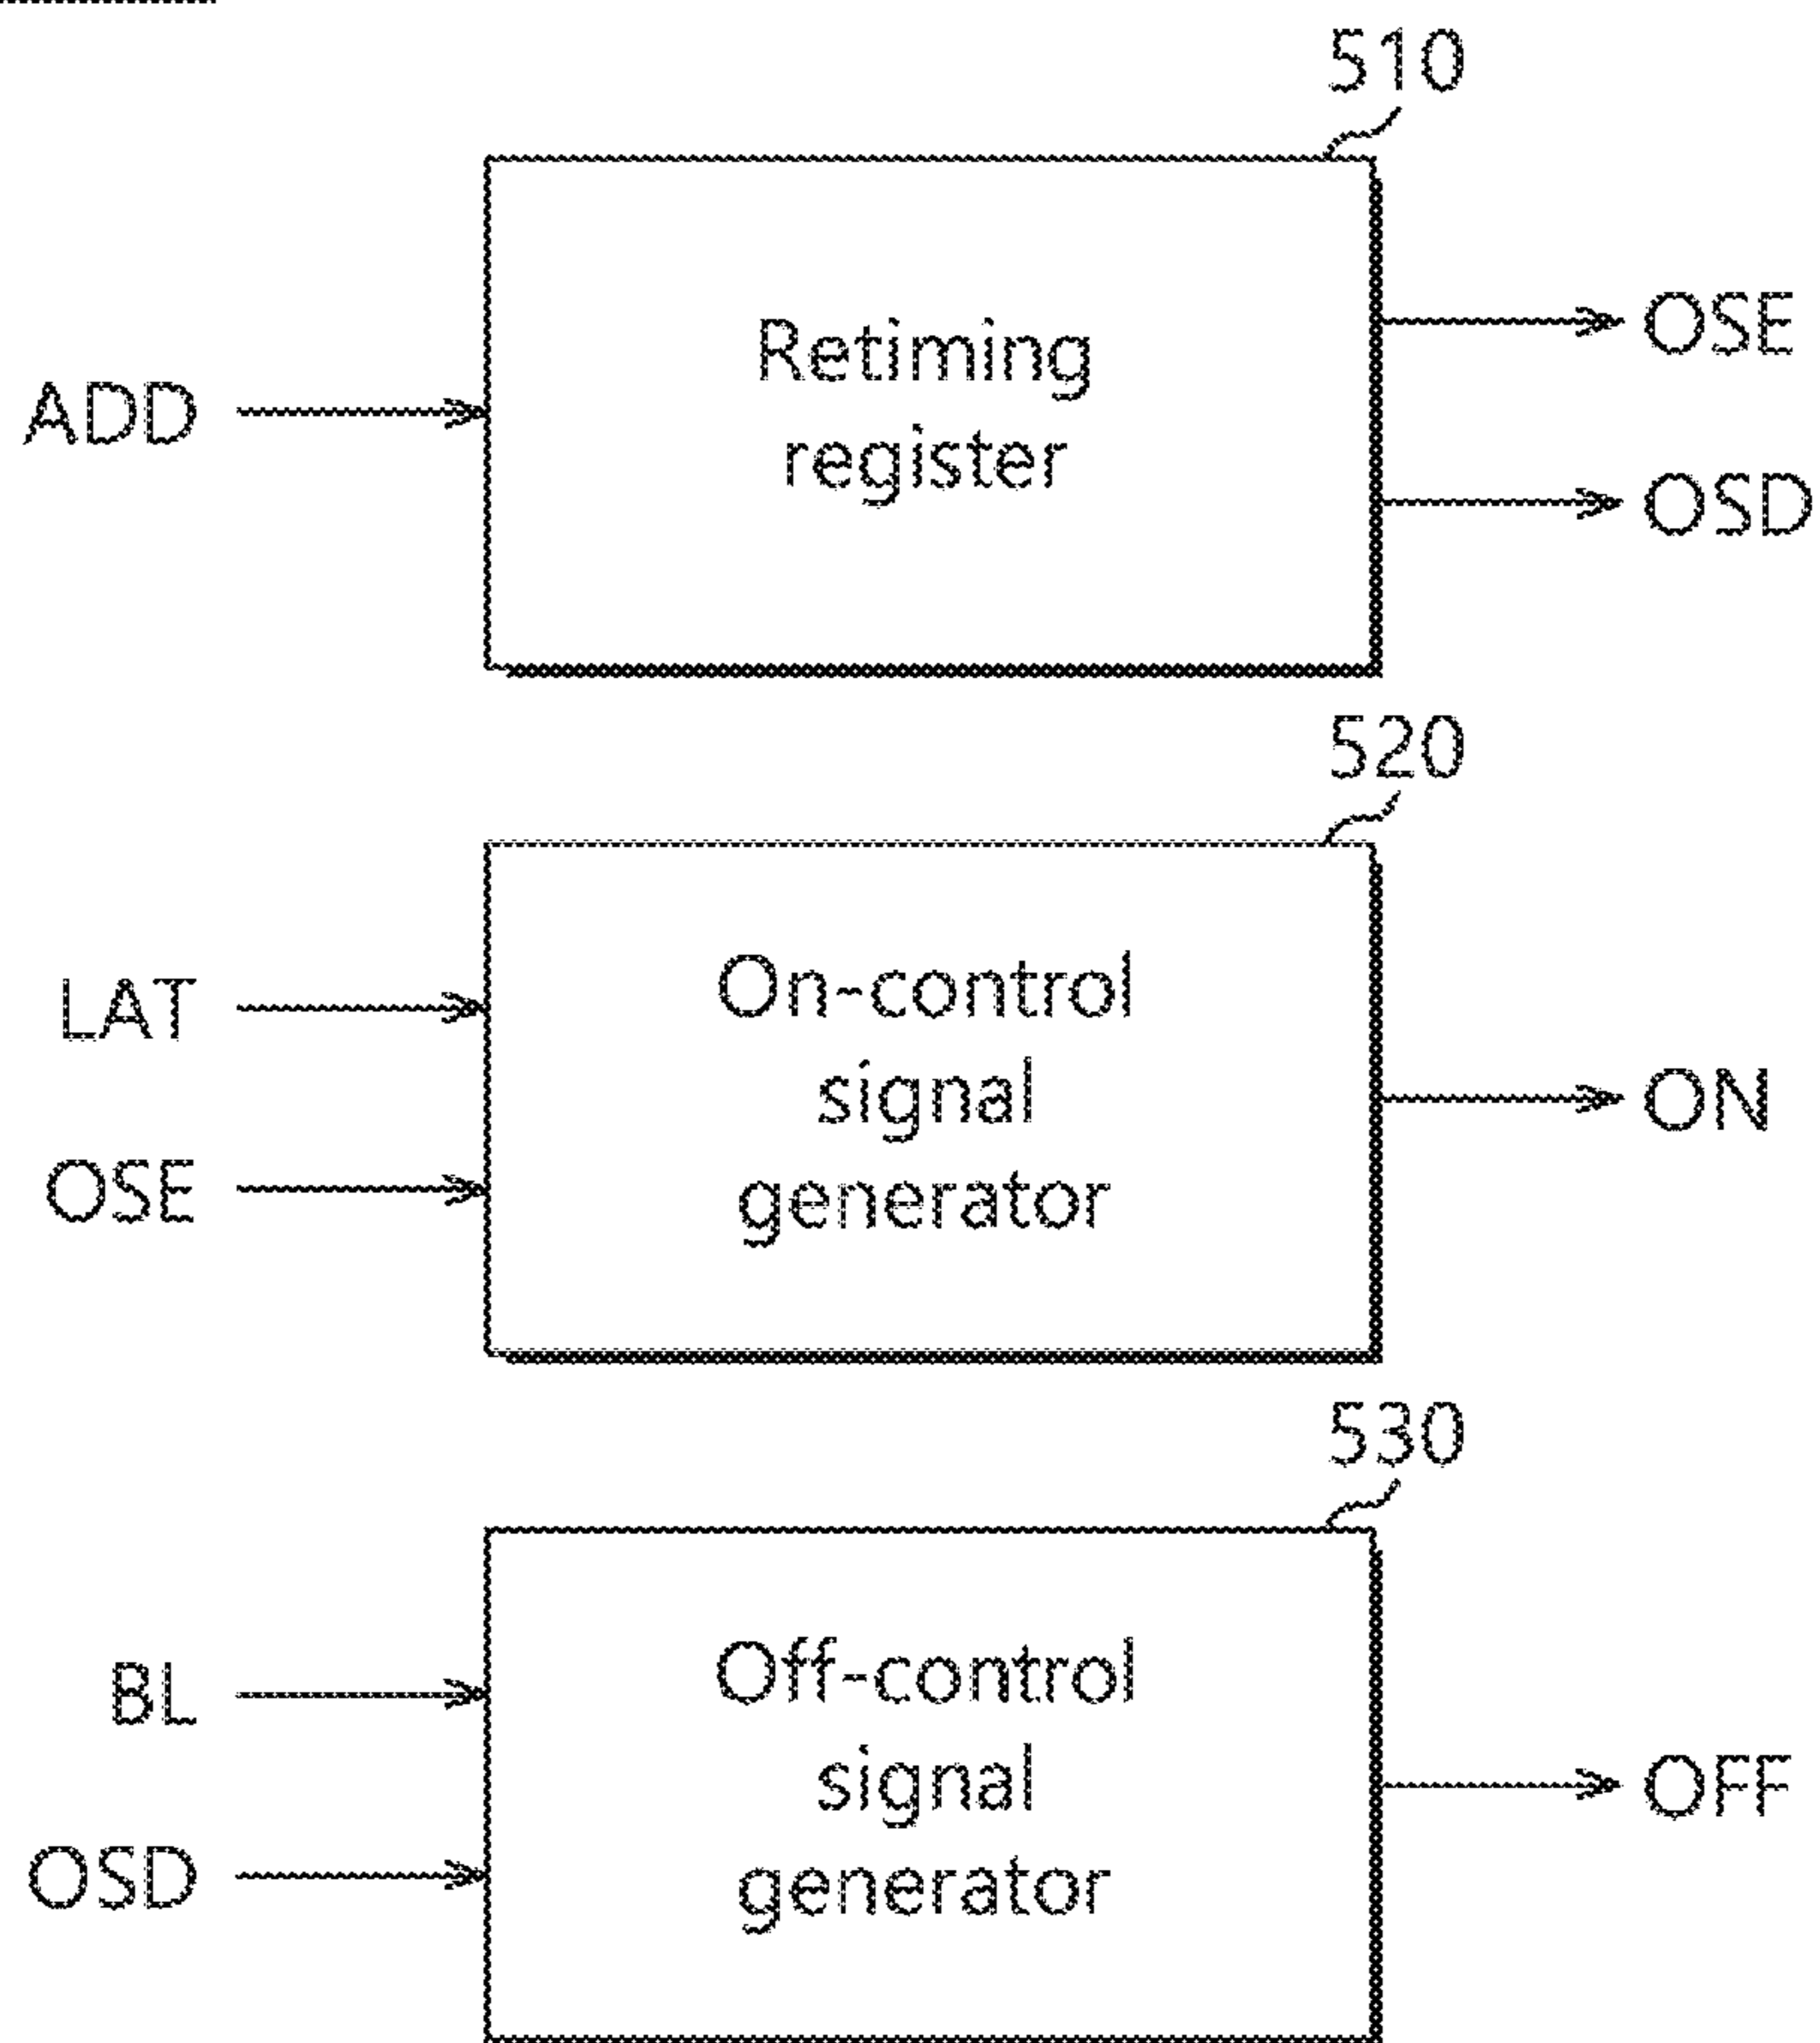 510
ADD
Retiming
register
OSE
OSD
520
LAT
OSE
On-control
signal
generator
ON
530
BL
OSD
Off-control
signal
generator
OFF